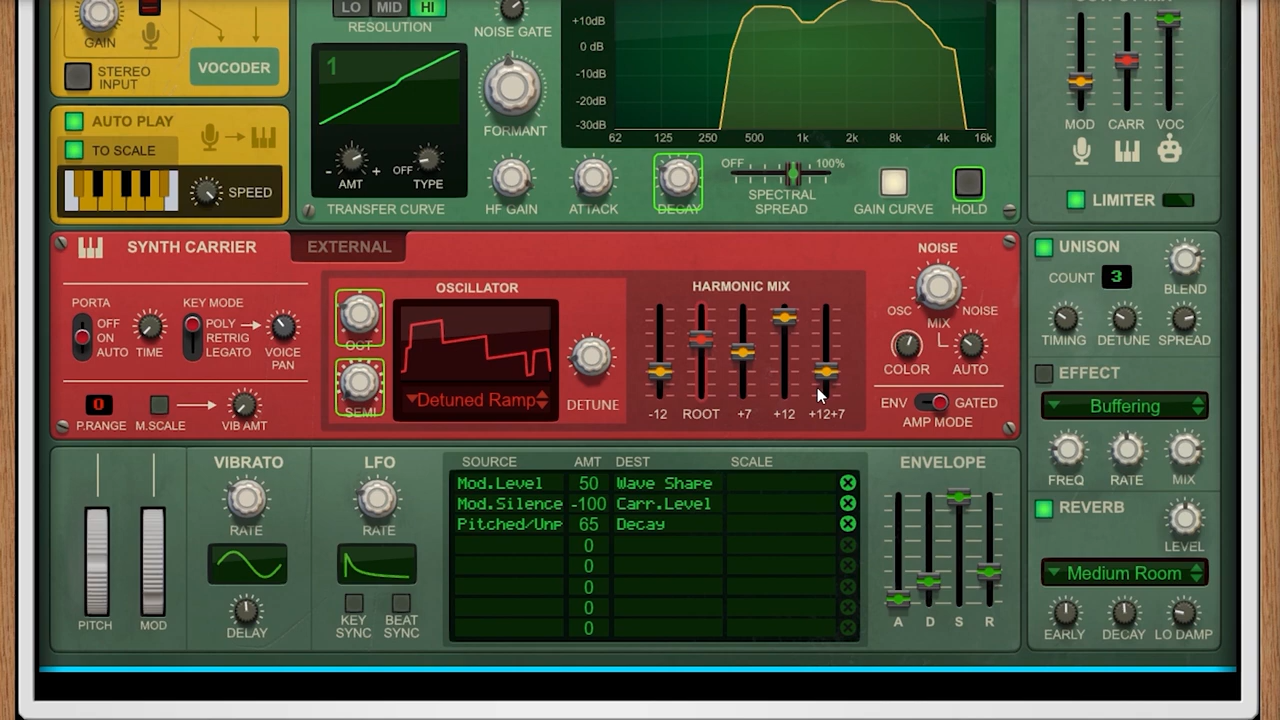 LO MID HI
RESOLUTION
NOISE GATE
GAIN
STEREO
INPUT
VOCODER
1
FORMANT
- AMT +
OFF TYPE
TRANSFER CURVE
+10dB
0 dB
-10dB
-20dB
-30dB
62 125 250 500 1k 2k 8k 4k 16k
HF GAIN
ATTACK
DECAY
OFF 100%
SPECTRAL
SPREAD
GAIN CURVE
HOLD
MOD CARR VOC
LIMITER
AUTO PLAY
TO SCALE
SPEED
SYNTH CARRIER
EXTERNAL
PORTA
OFF
ON
AUTO
TIME
KEY MODE
POLY
RETRIG
LEGATO
VOICE
PAN
0
P.RANGE
M.SCALE
VIB AMT
OSCILLATOR
OCT
SEMI
Detuned Ramp
DETUNE
HARMONIC MIX
-12 ROOT +7 +12 +12+7
NOISE
OSC MIX NOISE
COLOR
AUTO
ENV GATED
AMP MODE
UNISON
COUNT 3
BLEND
TIMING DETUNE SPREAD
EFFECT
Buffering
FREQ RATE MIX
REVERB
LEVEL
Medium Room
EARLY DECAY LO DAMP
PITCH MOD
VIBRATO
RATE
DELAY
LFO
RATE
KEY
SYNC
BEAT
SYNC
SOURCE AMT DEST SCALE
Mod.Level 50 Wave Shape
Mod.Silence -100 Carr.Level
Pitched/Unp 65 Decay
0
0
0
0
0
ENVELOPE
A D S R